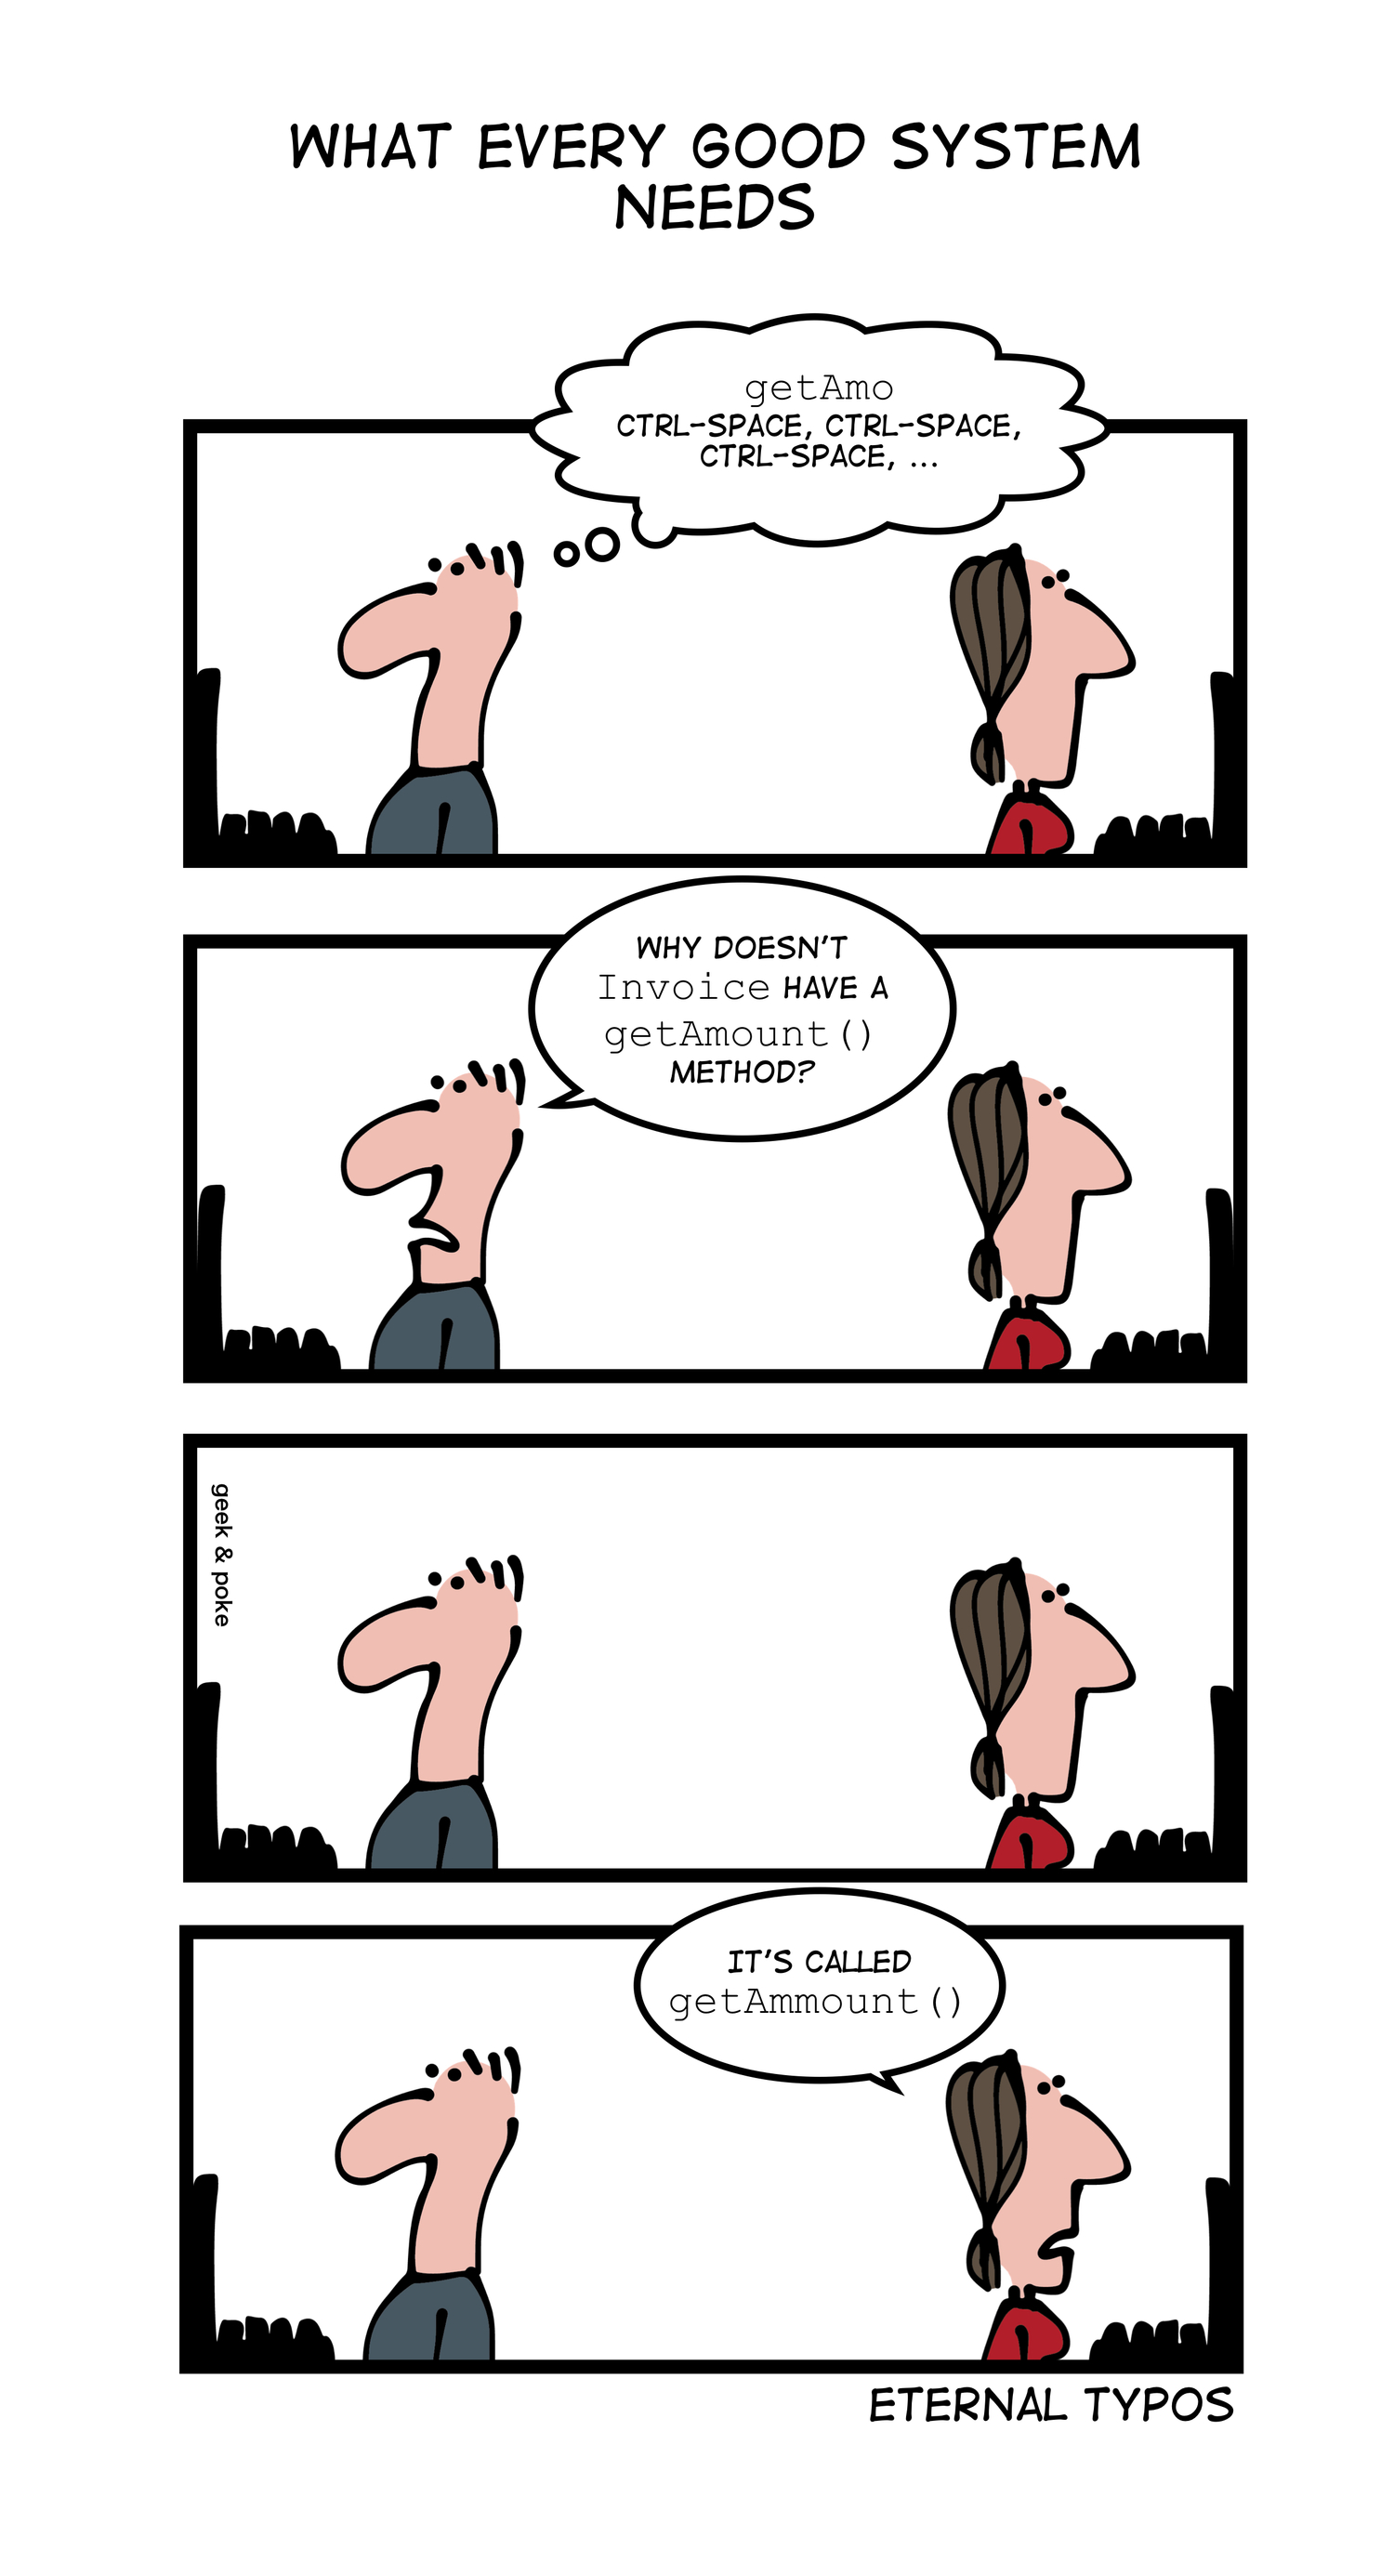 WHAT EVERY GOOD SYSTEM
NEEDS
getAmo
CTRL-SPACE, CTRL-SPACE,
CTRL-SPACE, ...
WHY DOESN'T
Invoice HAVE A
getAmount()
METHOD?
geek & poke
IT'S CALLED
getAmmount()
ETERNAL TYPOS